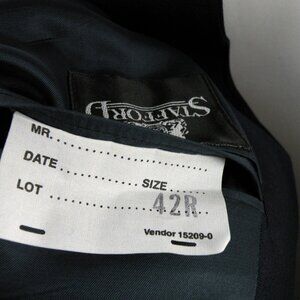 STAFFORD
MR.
DATE SIZE
LOT 42R
Vendor 15209-0